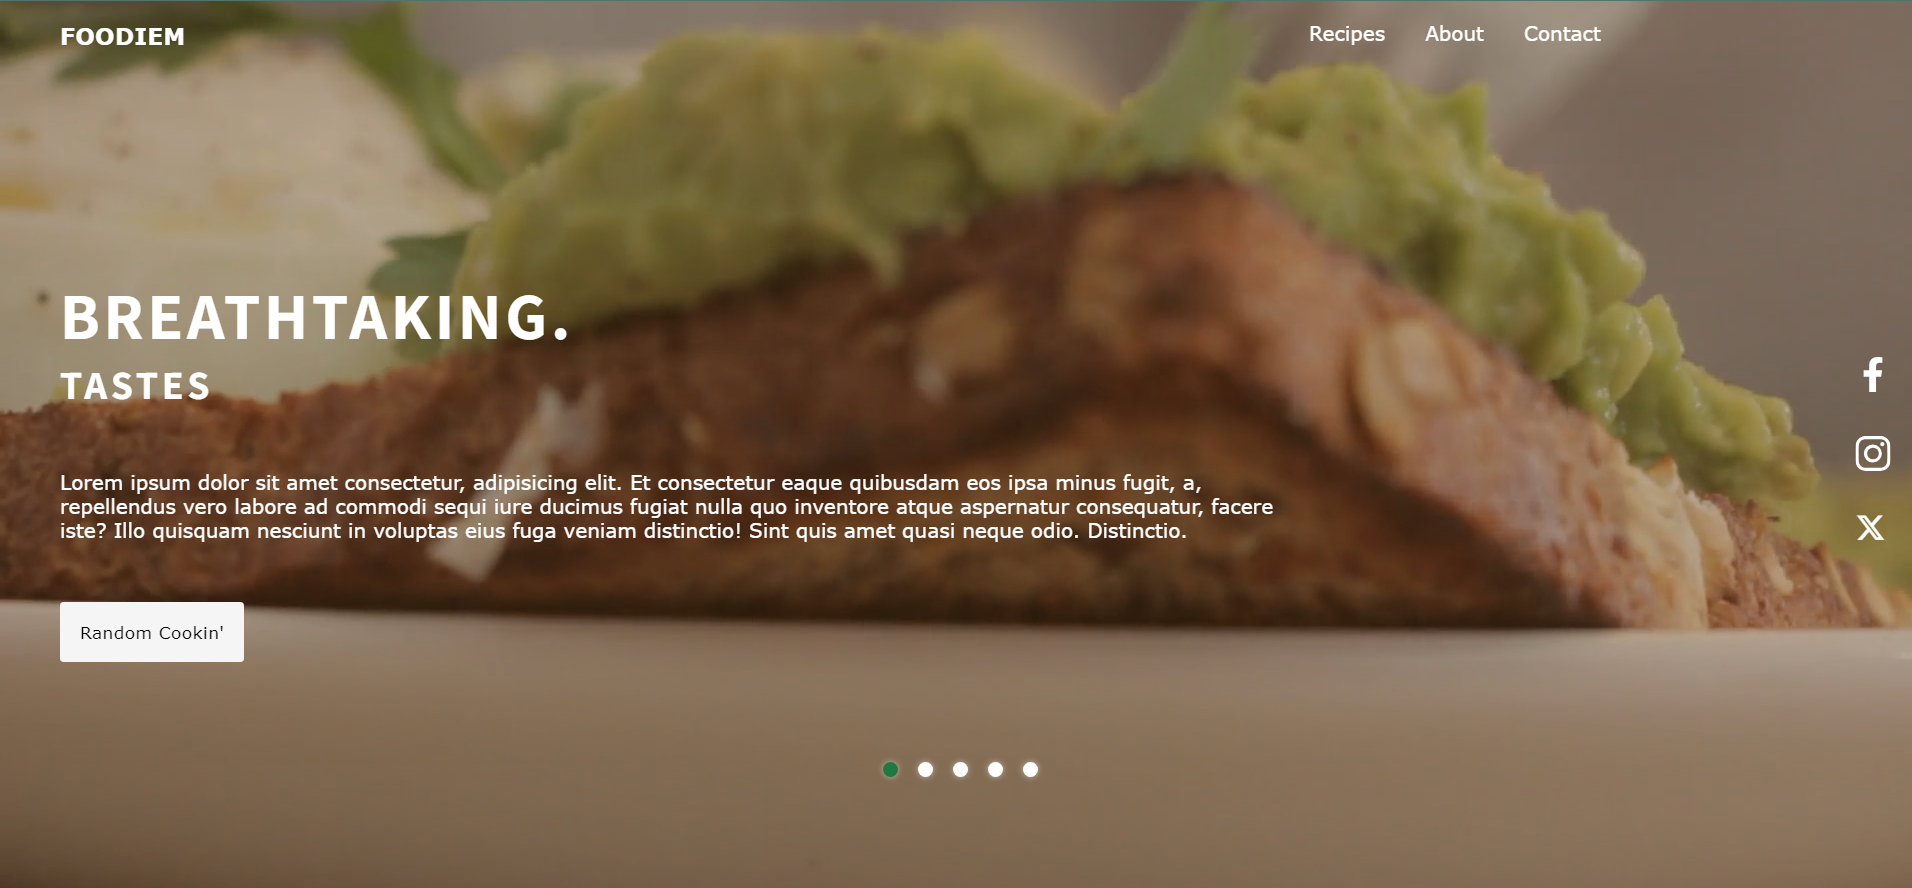 FOODIEM
Recipes About Contact
BREATHTAKING.
TASTES
Lorem ipsum dolor sit amet consectetur, adipisicing elit. Et consectetur eaque quibusdam eos ipsa minus fugit, a,
repellendus vero labore ad commodi sequi iure ducimus fugiat nulla quo inventore atque aspernatur consequatur, facere
iste? Illo quisquam nesciunt in voluptas eius fuga veniam distinctio! Sint quis amet quasi neque odio. Distinctio.
Random Cookin'